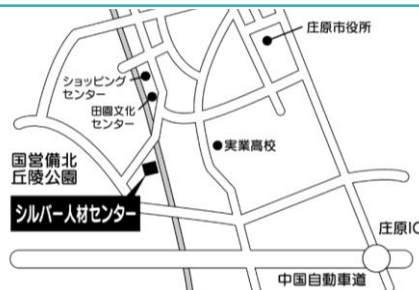 庄原市役所
ショッピング
センター
田園文化
センター
実業高校
国営備北
丘陵公園
シルバー人材センター
庄原IC
中国自動車道